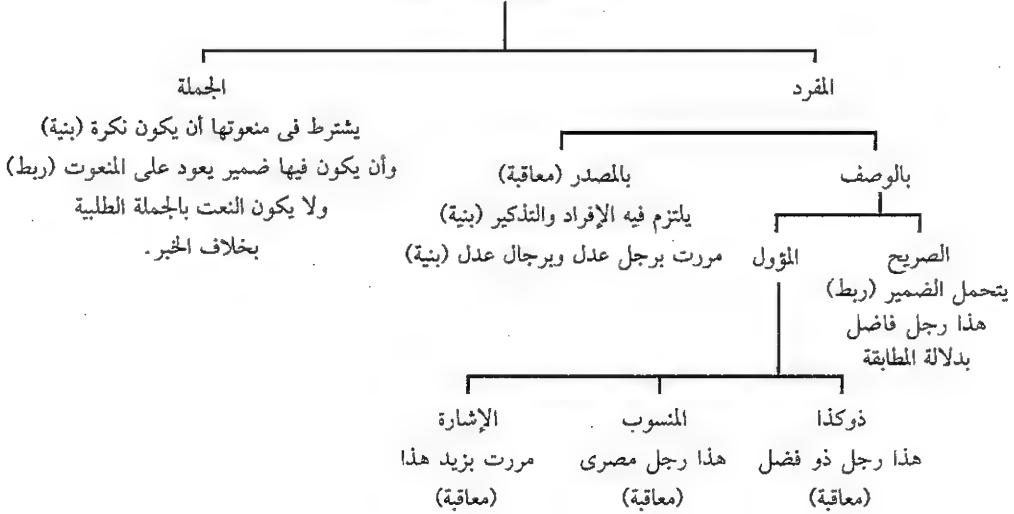 المفرد
الجملة
يشترط فى منعوتها أن يكون نكرة (بنية)
وأن يكون فيها ضمير يعود على المنعوت (ربط)
ولا يكون النعت بالجملة الطلبية
بخلاف الخبر.
بالوصف
بالمصدر (معاقبة)
يلتزم فيه الإفراد والتذكير (بنية)
مررت برجل عدل وبرجال عدل (بنية)
الصريح
يتحمل الضمير (ربط)
هذا رجل فاضل
بدلالة المطابقة
المؤول
ذوكذا
هذا رجل ذو فضل
(معاقبة)
المنسوب
هذا رجل مصرى
(معاقبة)
الإشارة
مررت بزيد هذا
(معاقبة)